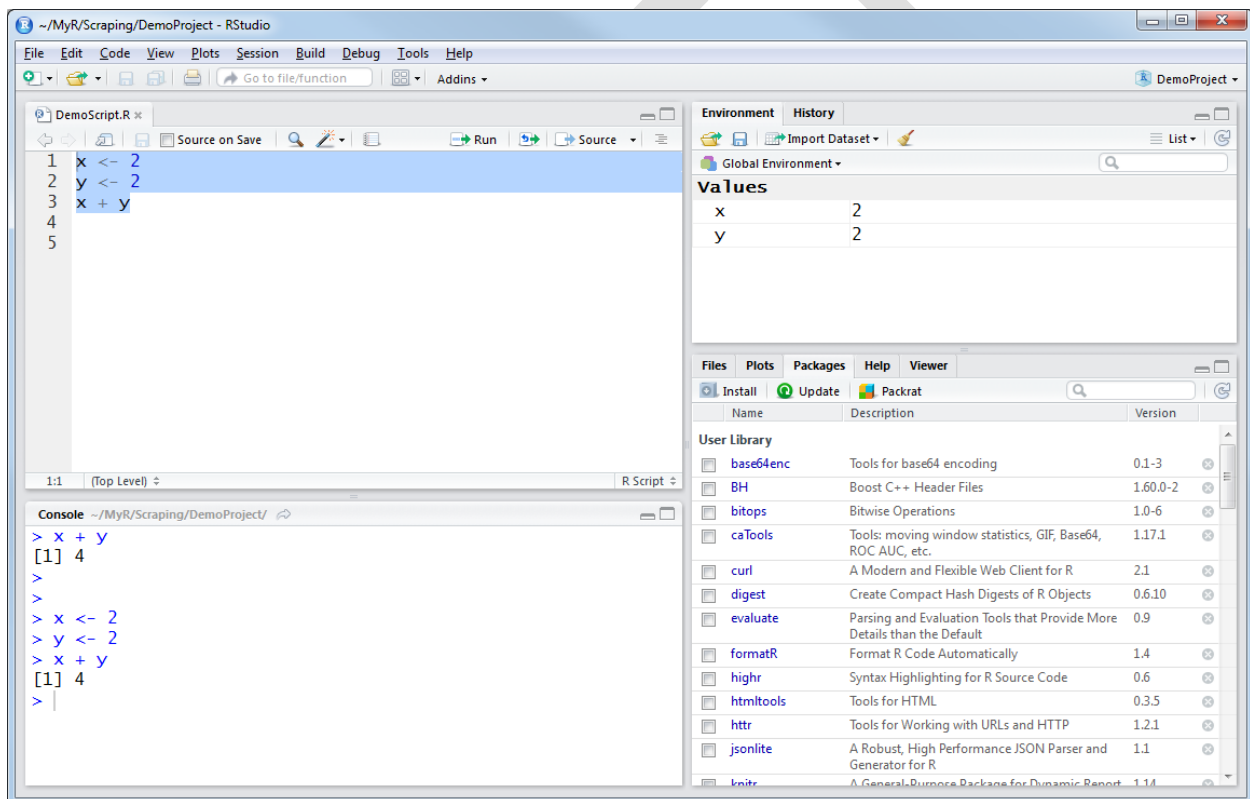 ~/MyR/Scraping/DemoProject - RStudio
File Edit Code View Plots Session Build Debug Tools Help
Go to file/function Addins DemoProject
DemoScript.R
Source on Save Run Source
1 x <- 2
2 y <- 2
3 x + y
4
5
1:1 (Top Level) R Script
Console ~/MyR/Scraping/DemoProject/
> x + y
[1] 4
>
>
> x <- 2
> y <- 2
> x + y
[1] 4
>
Environment History
Import Dataset List
Global Environment
Values
x 2
y 2
Files Plots Packages Help Viewer
Install Update Packrat
Name Description Version
User Library
base64enc Tools for base64 encoding 0.1-3
BH Boost C++ Header Files 1.60.0-2
bitops Bitwise Operations 1.0-6
caTools Tools: moving window statistics, GIF, Base64, 1.17.1
ROC AUC, etc.
curl A Modern and Flexible Web Client for R 2.1
digest Create Compact Hash Digests of R Objects 0.6.10
evaluate Parsing and Evaluation Tools that Provide More 0.9
Details than the Default
formatR Format R Code Automatically 1.4
highr Syntax Highlighting for R Source Code 0.6
htmltools Tools for HTML 0.3.5
httr Tools for Working with URLs and HTTP 1.2.1
jsonlite A Robust, High Performance JSON Parser and 1.1
Generator for R
knitr A General-Purpose Package for Dynamic Report 1.14